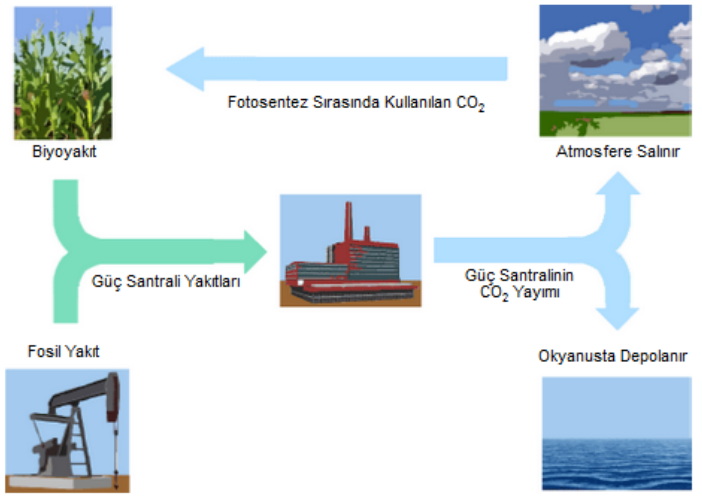 Fotosentez Sırasında Kullanılan CO₂
Biyoyakıt
Atmosfere Salınır
Güç Santrali Yakıtları
Güç Santralinin
CO₂ Yayımı
Fosil Yakıt
Okyanusta Depolanır